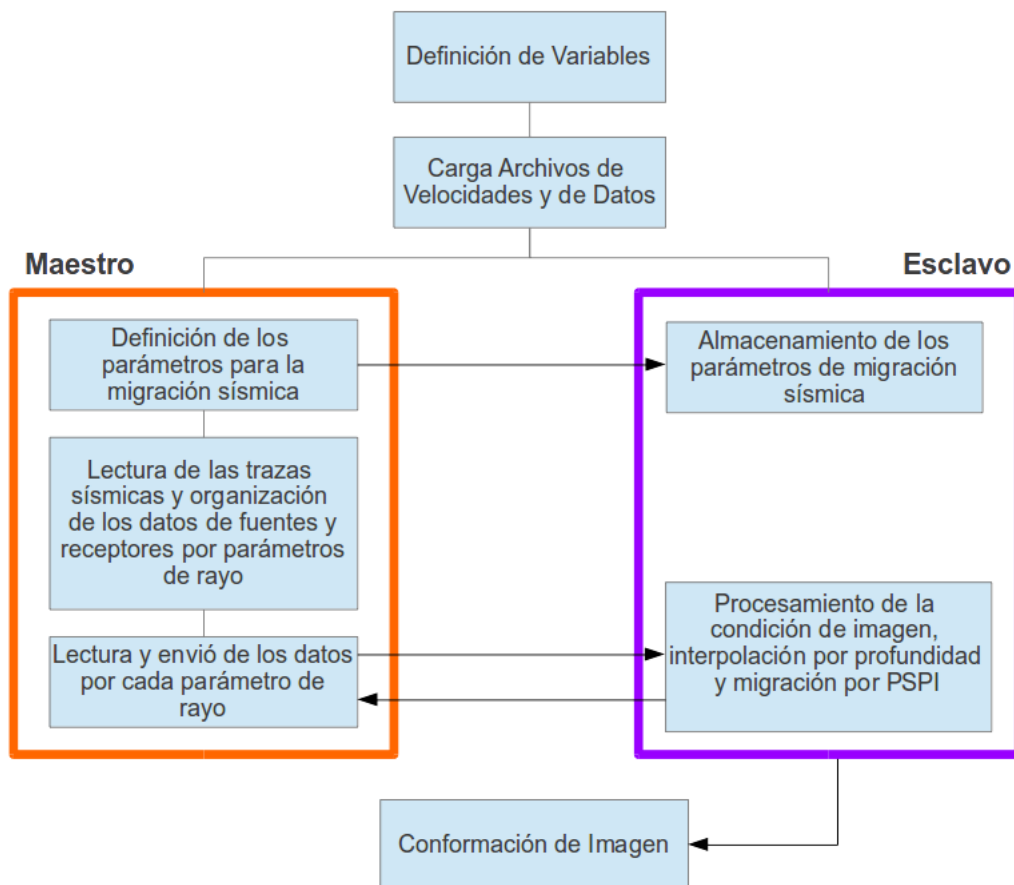 Definición de Variables
Carga Archivos de
Velocidades y de Datos
Maestro
Esclavo
Definición de los
parámetros para la
migración sísmica
Almacenamiento de los
parámetros de migración
sísmica
Lectura de las trazas
sísmicas y organización
de los datos de fuentes y
receptores por parámetros
de rayo
Lectura y envió de los datos
por cada parámetro de
rayo
Procesamiento de la
condición de imagen,
interpolación por profundidad
y migración por PSPI
Conformación de Imagen